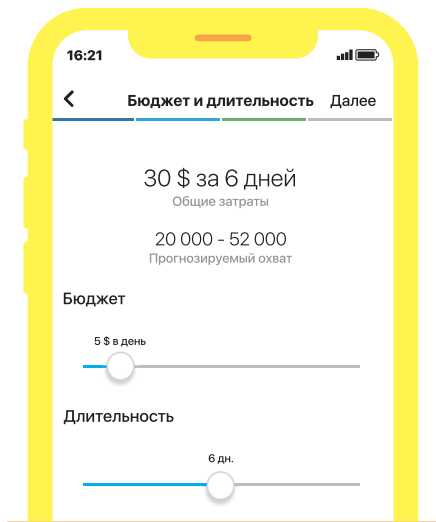 16:21
Бюджет и длительность Далее
30 $ за 6 дней
Общие затраты
20 000 - 52 000
Прогнозируемый охват
Бюджет
5 $ в день
Длительность
6 дн.